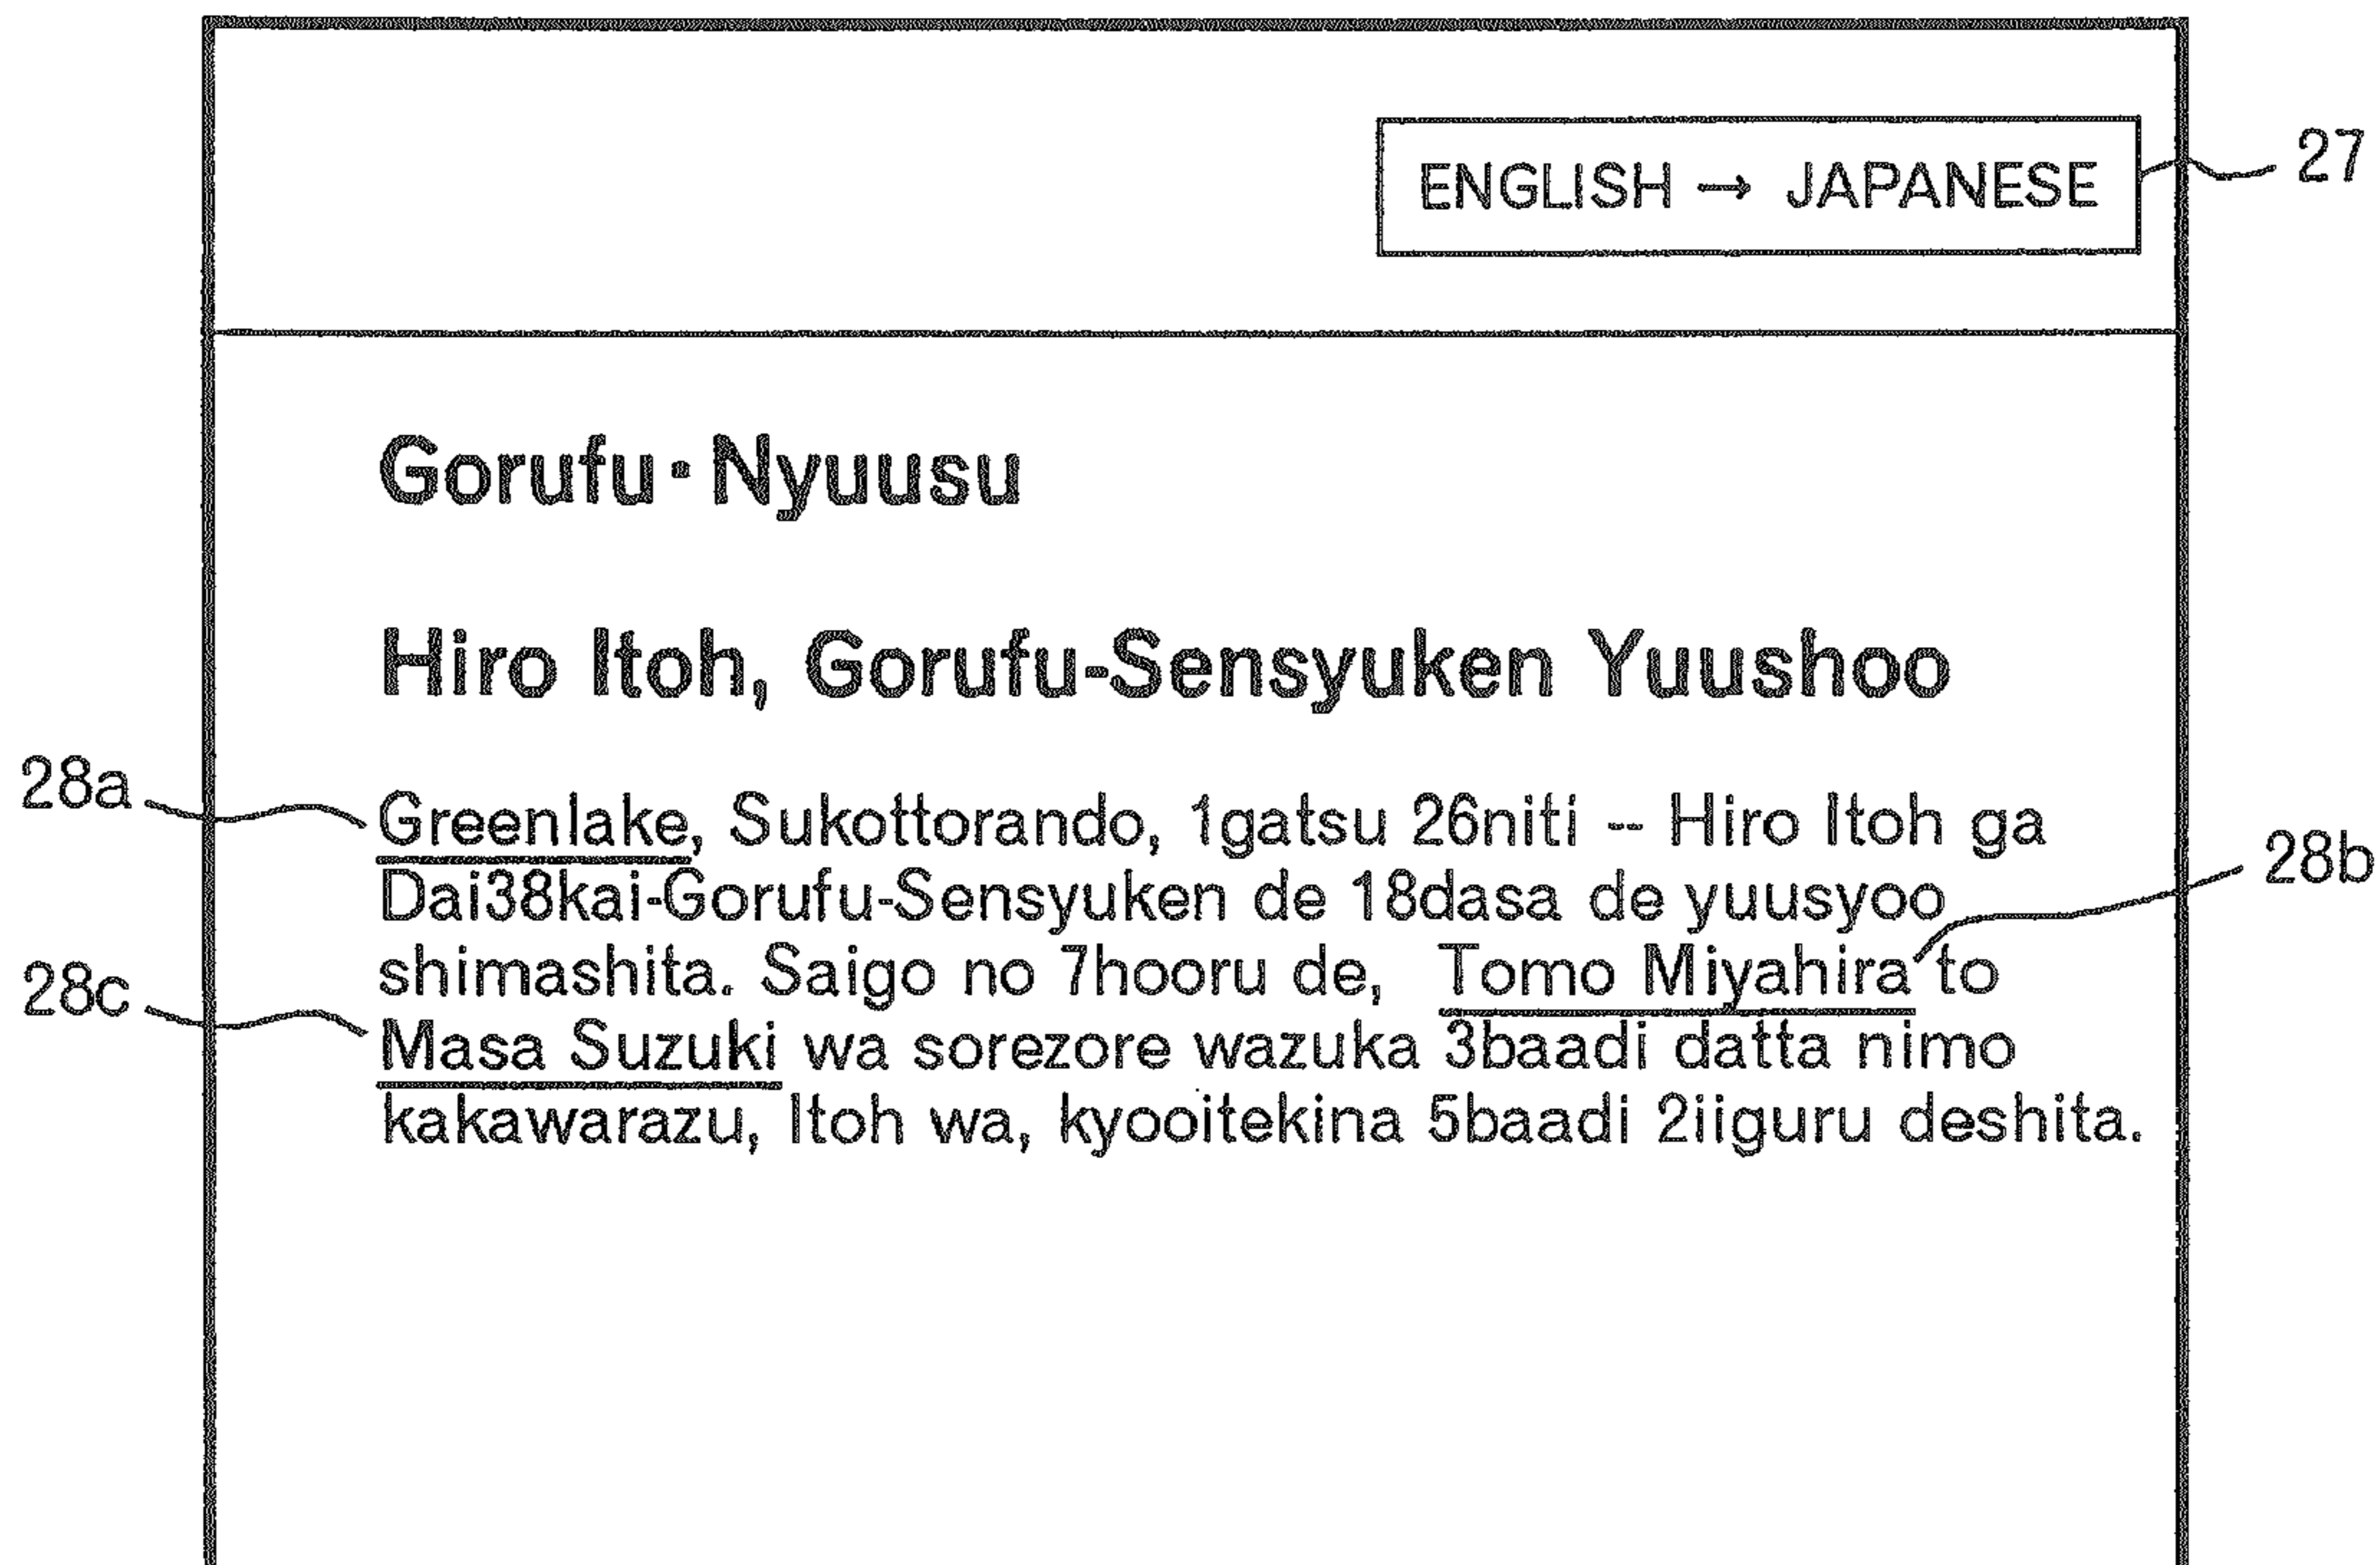 ENGLISH → JAPANESE
27
Gorufu・Nyuusu
Hiro Itoh, Gorufu-Sensyuken Yuushoo
28a
Greenlake, Sukottorando, 1gatsu 26niti -- Hiro Itoh ga
28b
Dai38kai-Gorufu-Sensyuken de 18dasa de yuusyoo
shimashita. Saigo no 7hooru de, Tomo Miyahira to
28c
Masa Suzuki wa sorezore wazuka 3baadi datta nimo
kakawarazu, Itoh wa, kyooitekina 5baadi 2iiguru deshita.